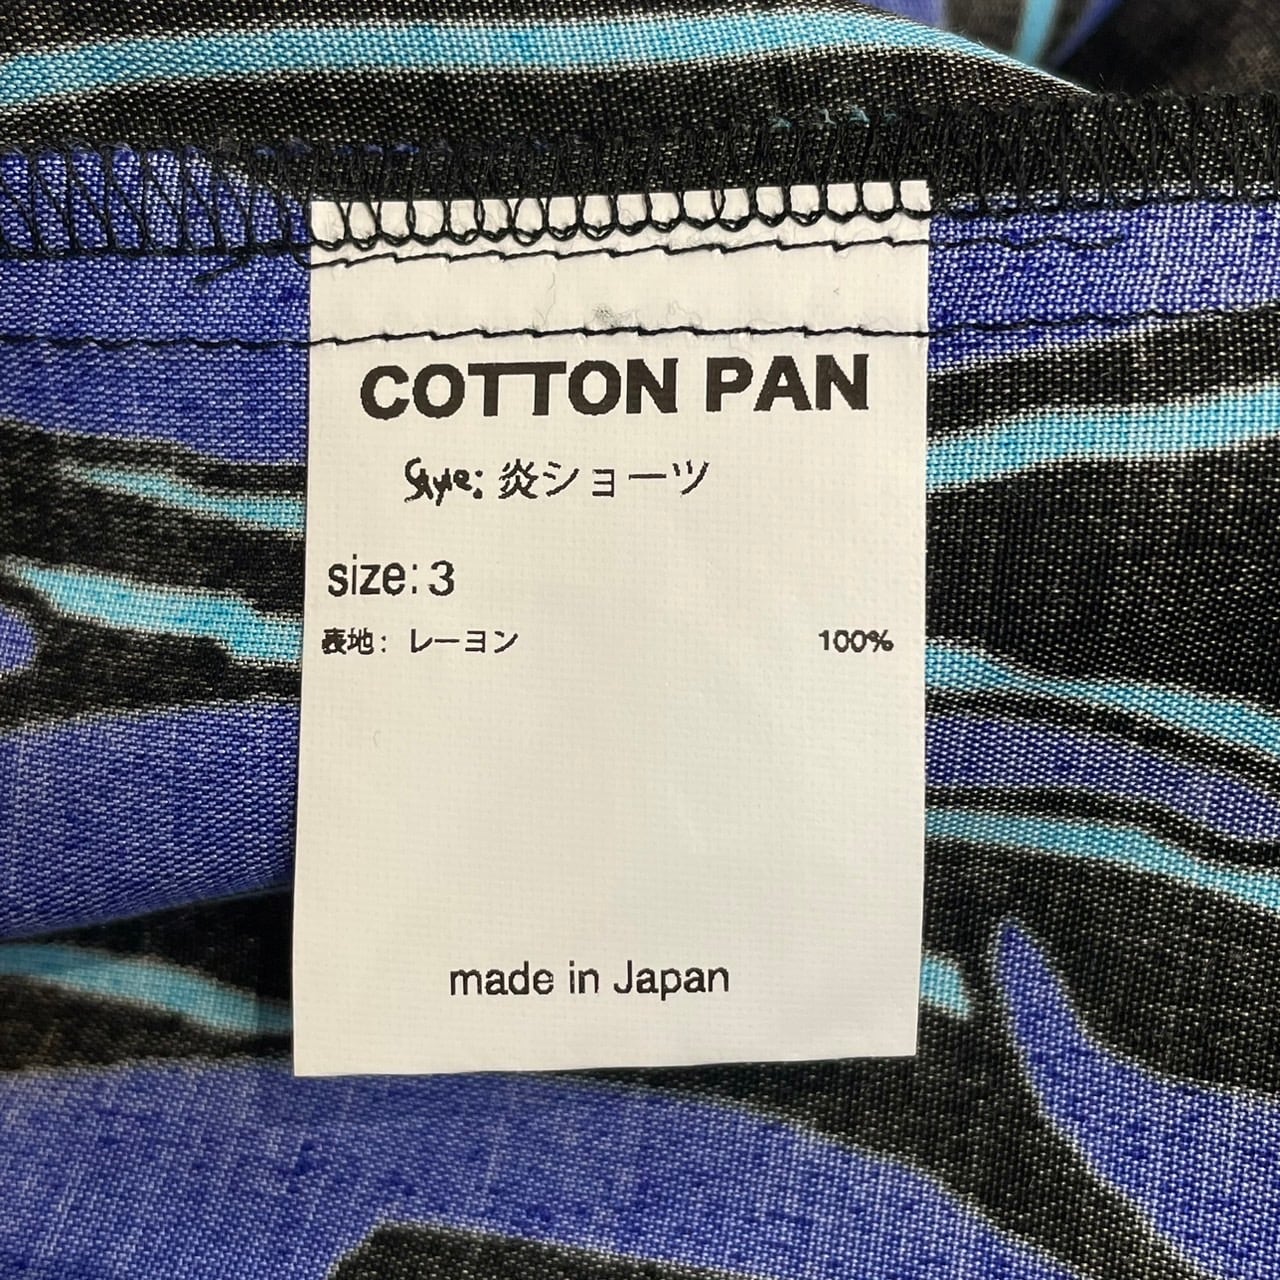 COTTON PAN
Style: 炎ショーツ
size: 3
表地: レーヨン 100%
made in Japan